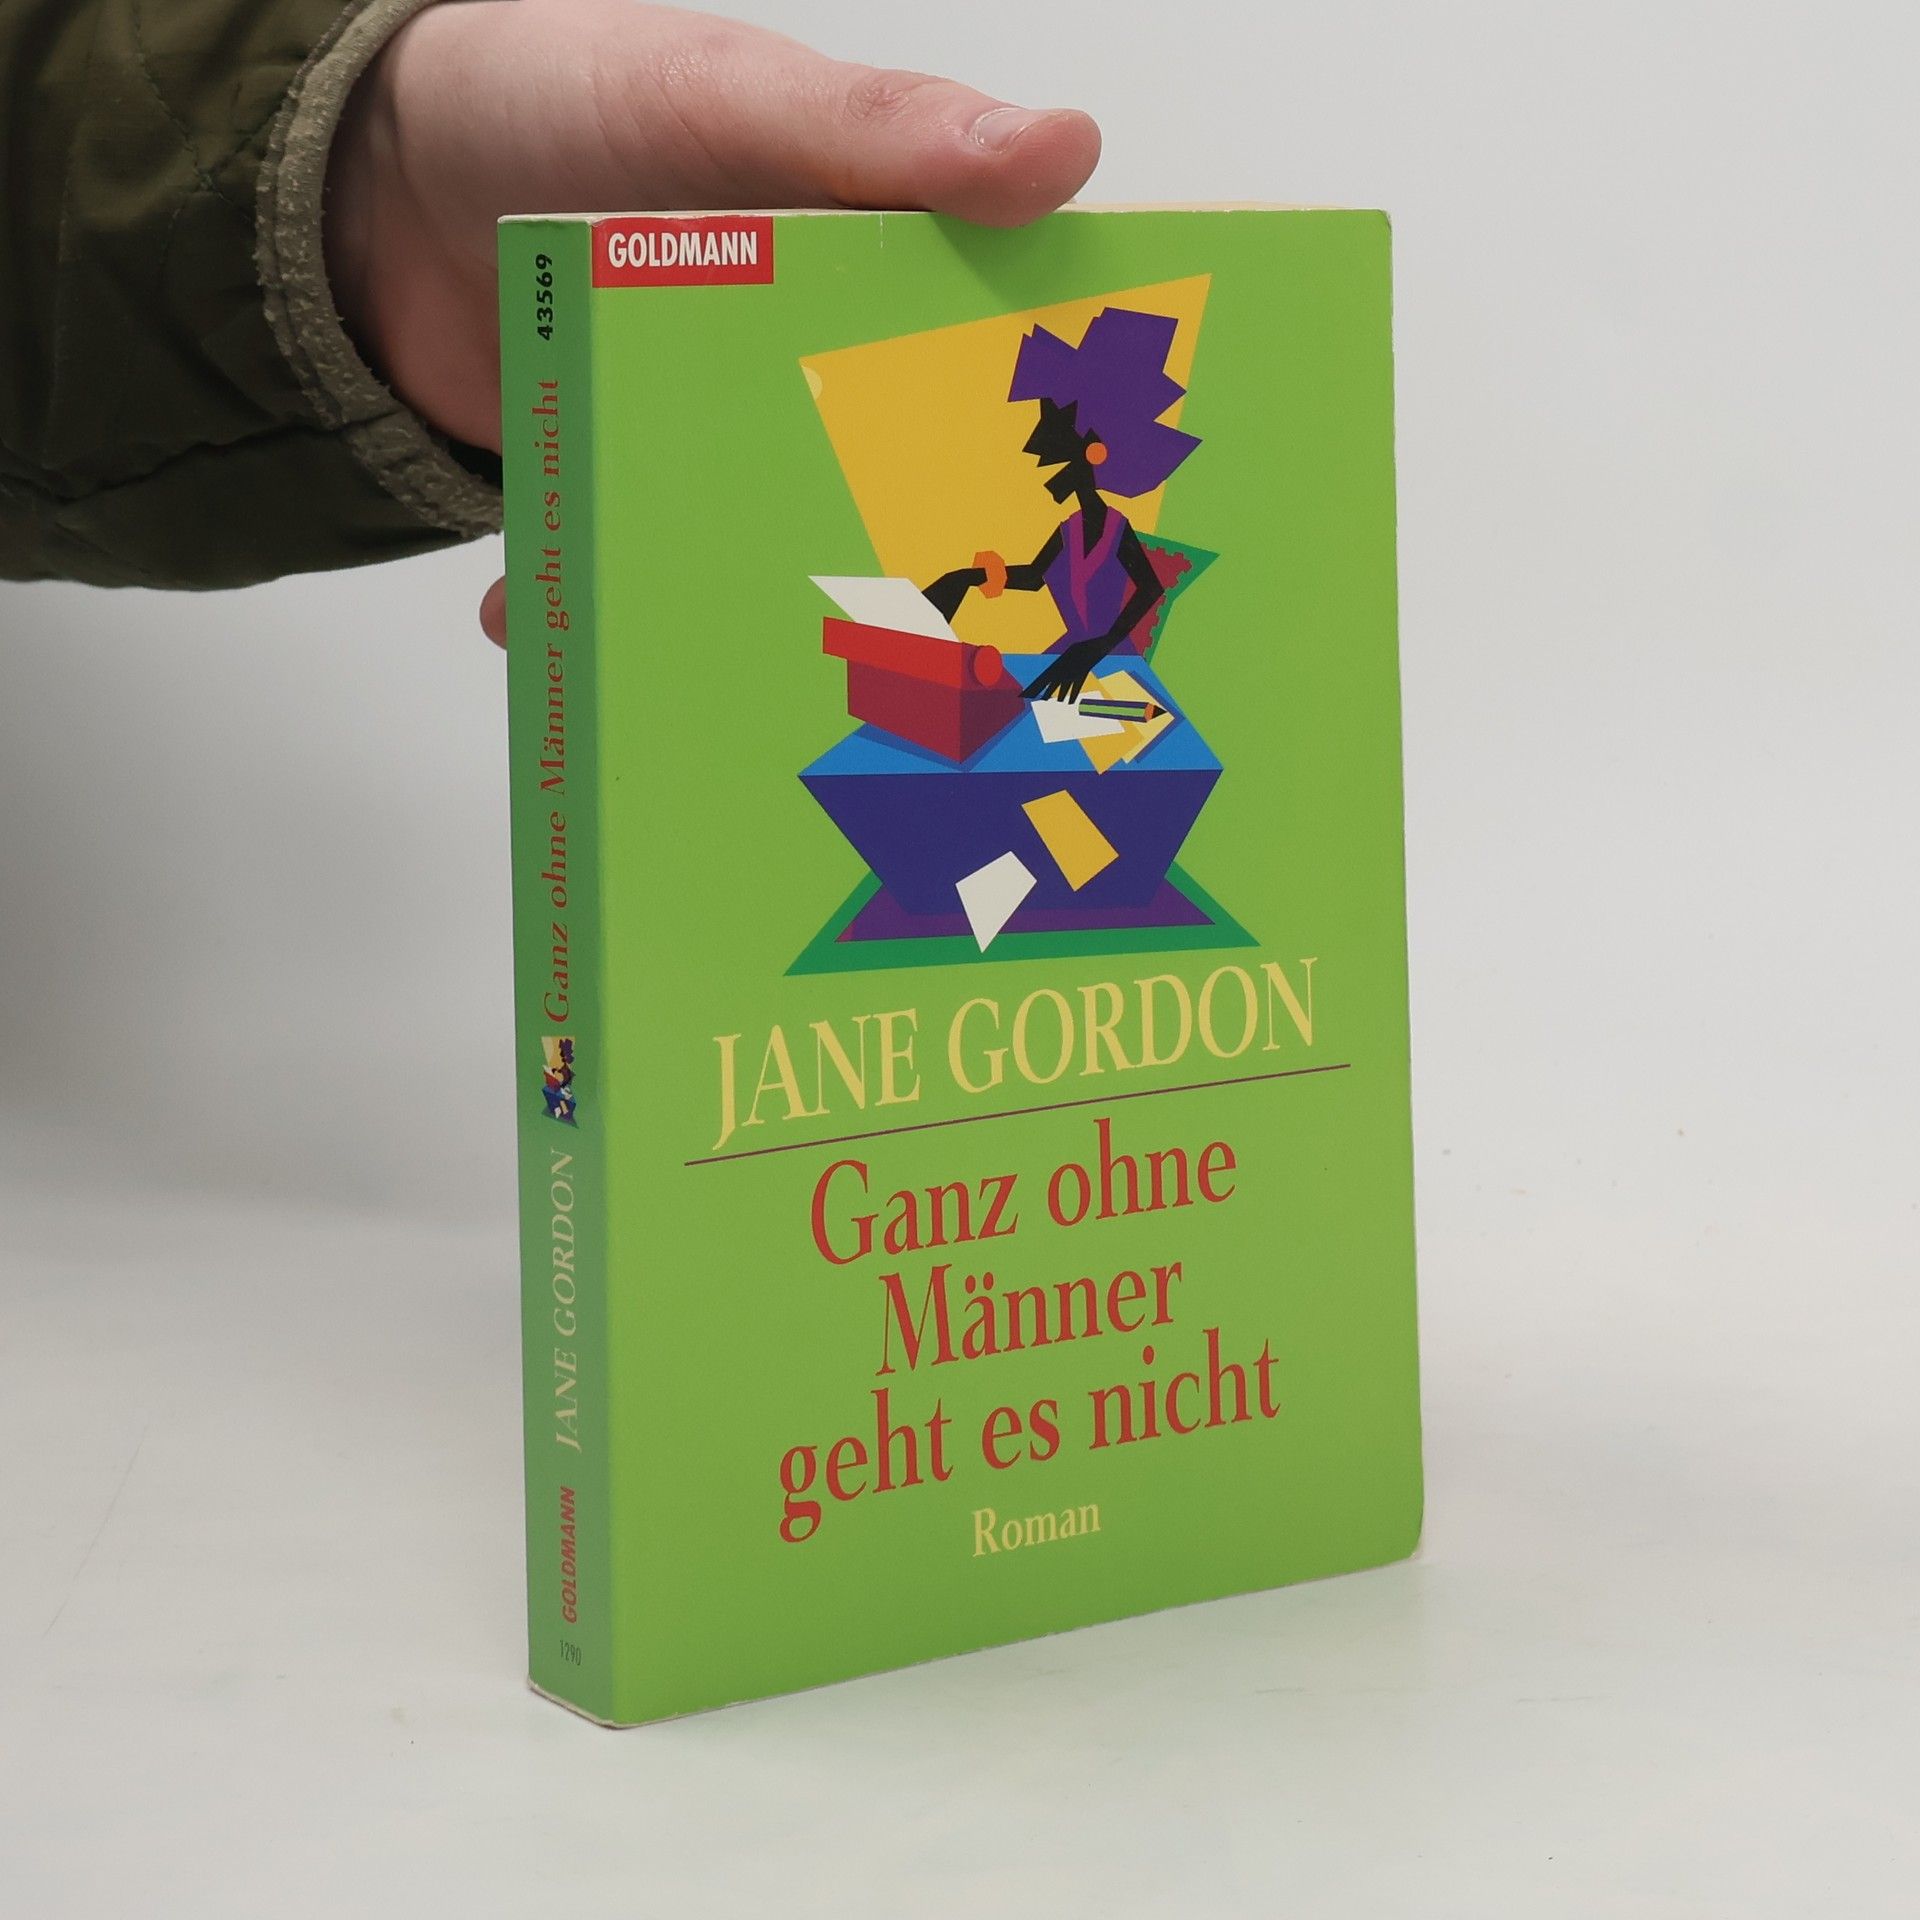 GOLDMANN
JANE GORDON
Ganz ohne
Männer
geht es nicht
Roman
43569
Ganz ohne Männer geht es nicht
JANE GORDON
GOLDMANN
1290